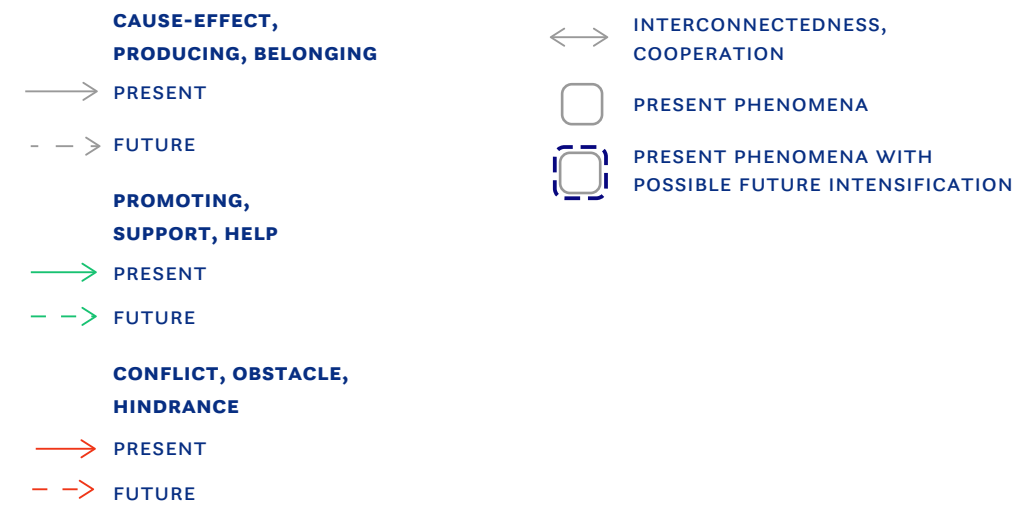 CAUSE-EFFECT,
PRODUCING, BELONGING
PRESENT
FUTURE
PROMOTING,
SUPPORT, HELP
PRESENT
FUTURE
CONFLICT, OBSTACLE,
HINDRANCE
PRESENT
FUTURE
INTERCONNECTEDNESS,
COOPERATION
PRESENT PHENOMENA
PRESENT PHENOMENA WITH
POSSIBLE FUTURE INTENSIFICATION